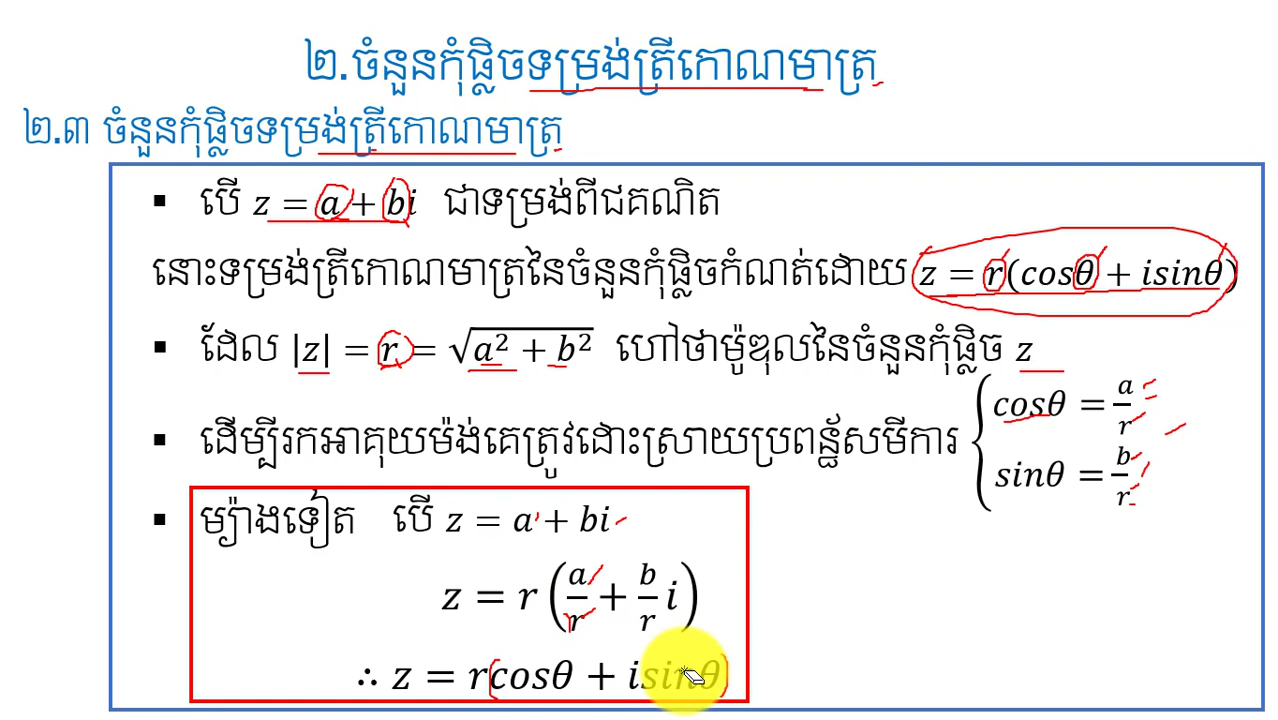 ២.ចំនួនកុំផ្លិចទម្រង់ត្រីកោណមាត្រ
២.៣ ចំនួនកុំផ្លិចទម្រង់ត្រីកោណមាត្រ
▪ បើ z = a + bi ជាទម្រង់ពីជគណិត
នោះទម្រង់ត្រីកោណមាត្រនៃចំនួនកុំផ្លិចកំណត់ដោយ z = r(cosθ + isinθ)
▪ ដែល |z| = r = √(a² + b²) ហៅថាម៉ូឌុលនៃចំនួនកុំផ្លិច z
▪ ដើម្បីរកអាគុយម៉ង់គេត្រូវដោះស្រាយប្រពន្ធ័សមីការ { cosθ = a/r
sinθ = b/r
▪ ម្យ៉ាងទៀត បើ z = a + bi
z = r(a/r + b/r i)
∴ z = r(cosθ + isinθ)